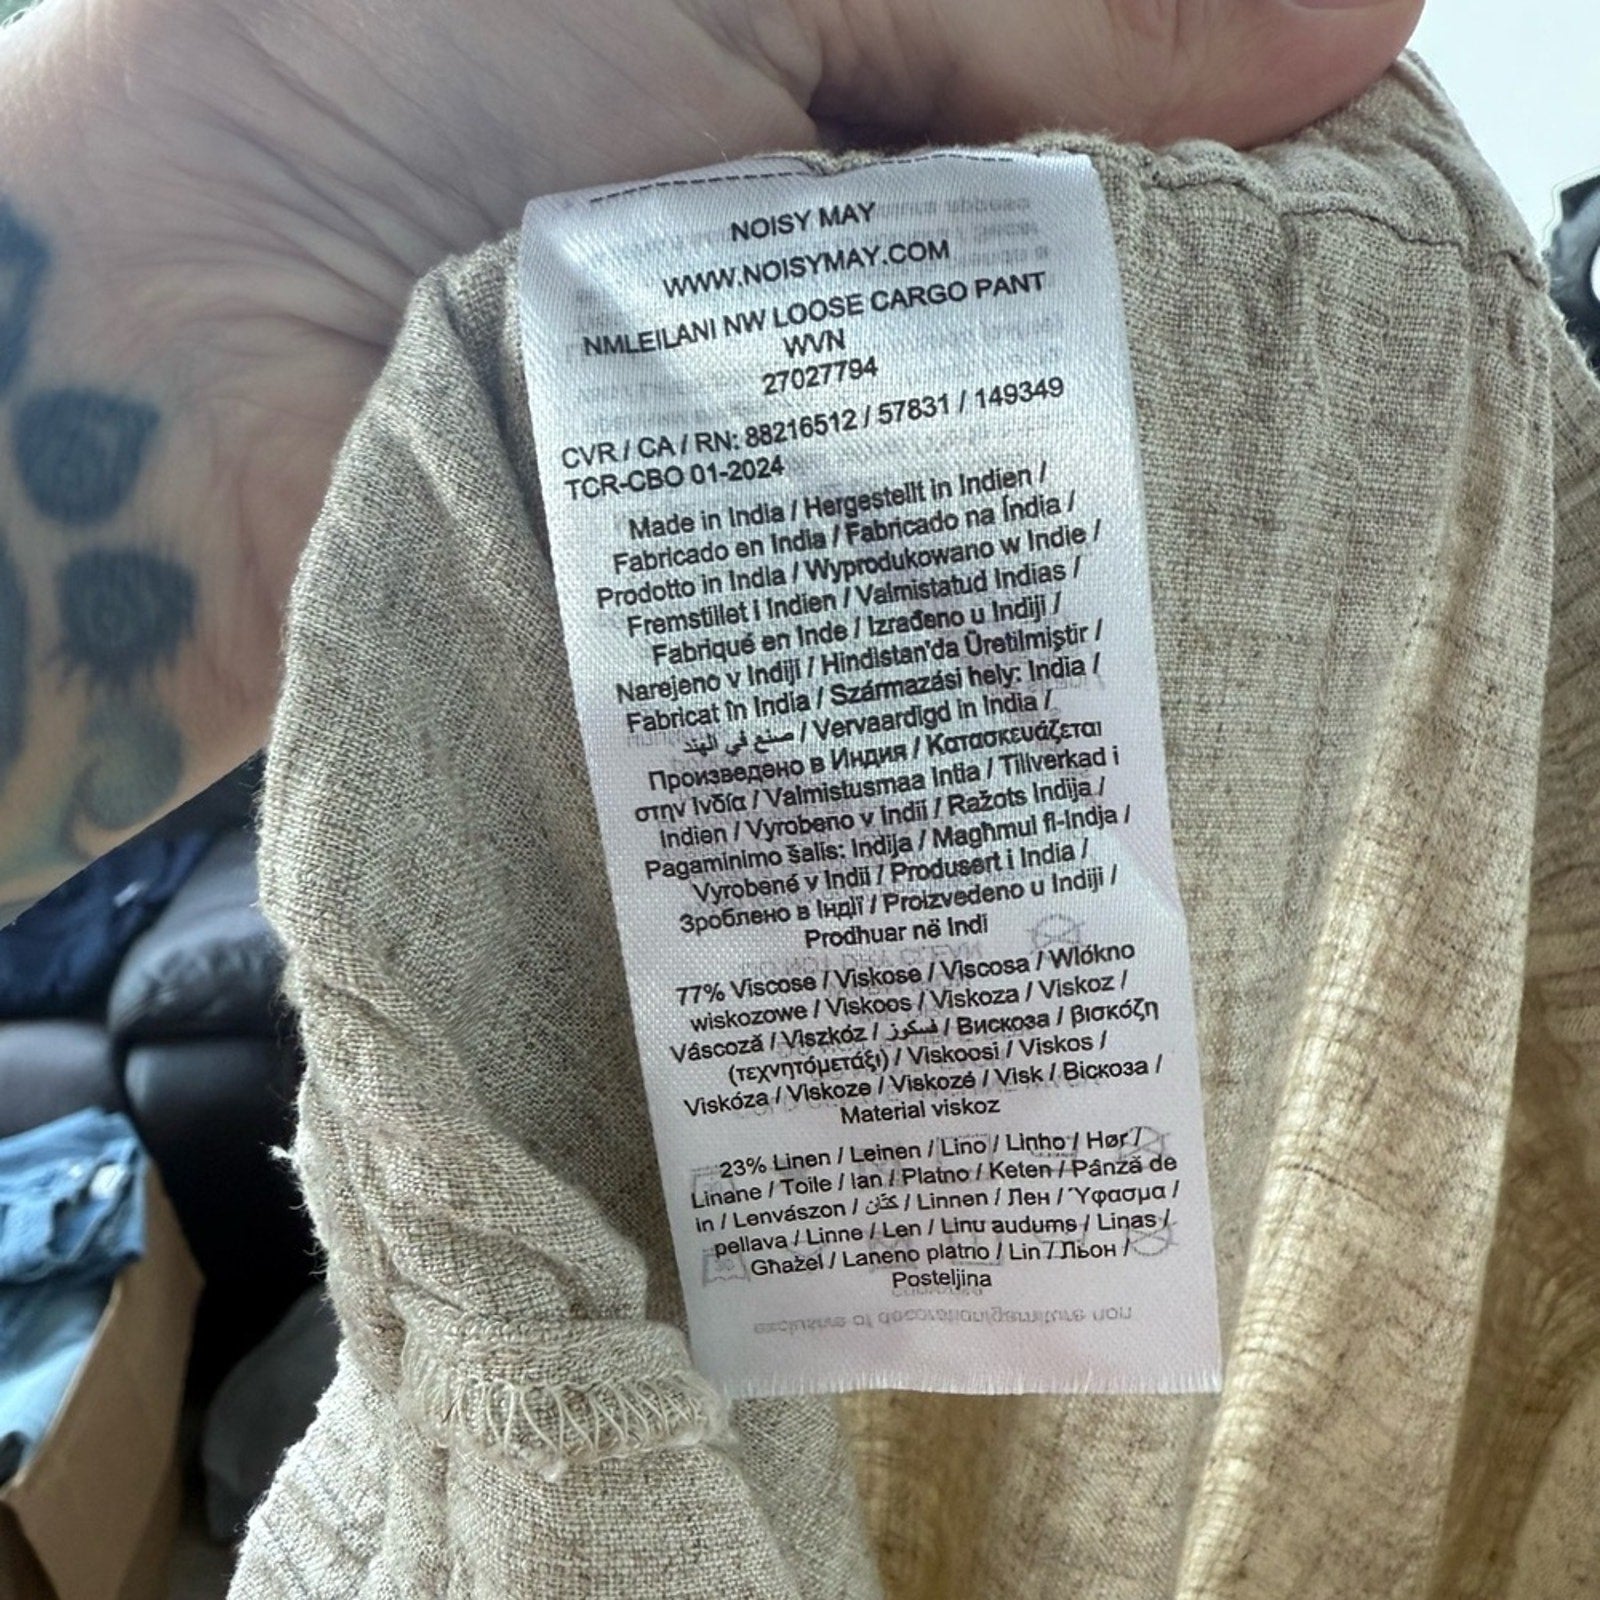 NOISY MAY
WWW.NOISYMAY.COM
NMLEILANI NW LOOSE CARGO PANT
WVN
27027794
CVR / CA / RN: 88216512 / 57831 / 149349
TCR-CBO 01-2024
Made in India / Hergestellt in Indien /
Fabricado en India / Fabricado na Índia /
Prodotto in India / Wyprodukowano w Indie /
Fremstillet i Indien / Valmistatud Indias /
Fabriqué en Inde / Izrađeno u Indiji /
Narejeno v Indiji / Hindistan'da Üretilmiştir /
Fabricat în India / Származási hely: India /
صنع في الهند / Vervaardigd in India /
Произведено в Индия / Κατασκευάζεται
στην Ινδία / Valmistusmaa Intia / Tillverkad i
Indien / Vyrobeno v Indii / Ražots Indija /
Pagaminimo šalis: Indija / Magħmul fl-Indja /
Vyrobené v Indii / Produsert i India /
Зроблено в Індії / Proizvedeno u Indiji /
Prodhuar në Indi
77% Viscose / Viskose / Viscosa / Włókno
wiskozowe / Viskoos / Viskoza / Viskoz /
Vâscoză / Viszkóz / فسكوز / Вискоза / βισκόζη
(τεχνητόμετάξι) / Viskoosi / Viskos /
Viskóza / Viskoze / Viskozé / Visk / Віскоза /
Material viskoz
23% Linen / Leinen / Lino / Linho / Hør /
Linane / Toile / lan / Platno / Keten / Pânză de
in / Lenvászon / كتّان / Linnen / Лен / Ύφασμα /
pellava / Linne / Len / Linu audums / Linas /
Għażel / Laneno platno / Lin / Льон /
Posteljina